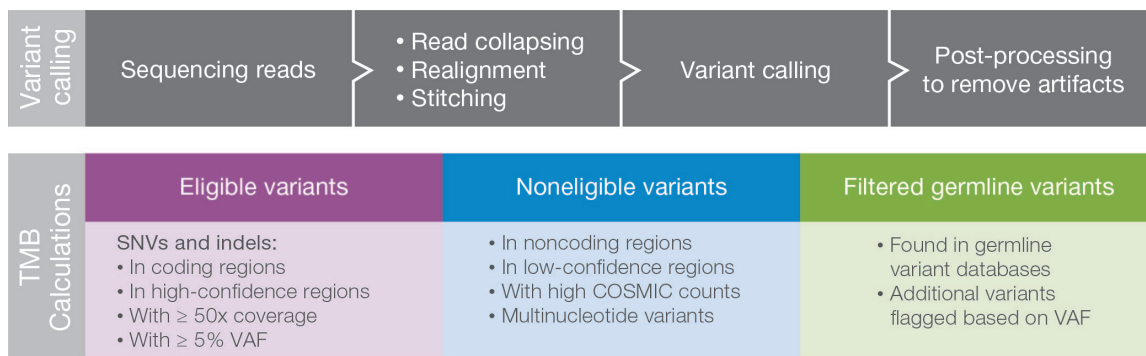 Variant
calling
Sequencing reads
• Read collapsing
• Realignment
• Stitching
Variant calling
Post-processing
to remove artifacts
TMB
Calculations
Eligible variants
SNVs and indels:
• In coding regions
• In high-confidence regions
• With ≥ 50x coverage
• With ≥ 5% VAF
Noneligible variants
• In noncoding regions
• In low-confidence regions
• With high COSMIC counts
• Multinucleotide variants
Filtered germline variants
• Found in germline
variant databases
• Additional variants
flagged based on VAF